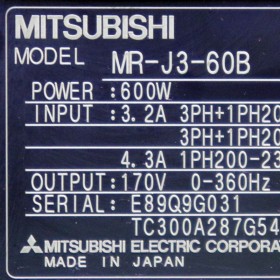 MITSUBISHI
MODEL MR-J3-60B
POWER :600W
INPUT :3.2A 3PH+1PH20
3PH+1PH20
4.3A 1PH200-23
OUTPUT:170V 0-360Hz
SERIAL: E89Q9G031
TC300A287G54
MITSUBISHI ELECTRIC CORPORA
MADE IN JAPAN